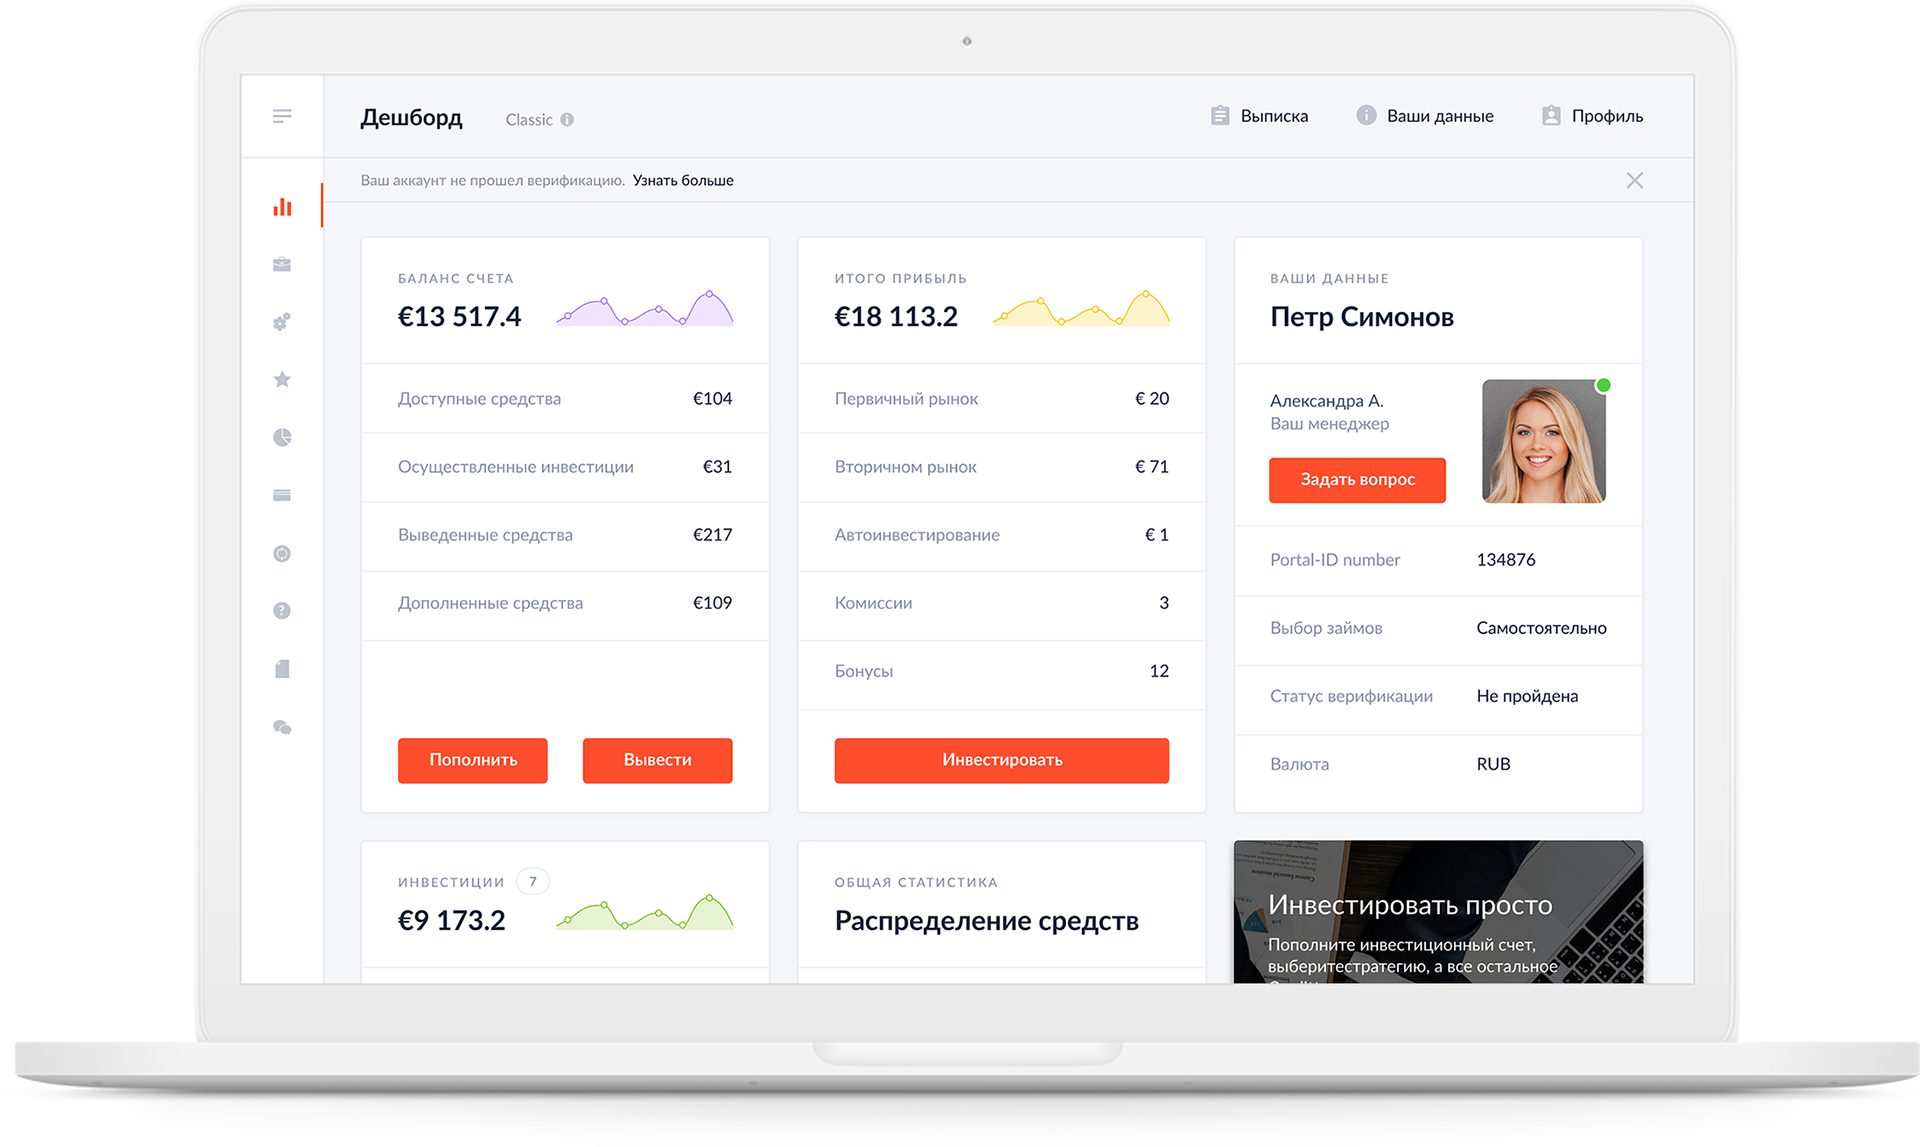 Дешборд
Classic
Выписка
Ваши данные
Профиль
Ваш аккаунт не прошел верификацию. Узнать больше
БАЛАНС СЧЕТА
€13 517.4
Доступные средства €104
Осуществленные инвестиции €31
Выведенные средства €217
Дополненные средства €109
Пополнить
Вывести
ИТОГО ПРИБЫЛЬ
€18 113.2
Первичный рынок € 20
Вторичном рынок € 71
Автоинвестирование € 1
Комиссии 3
Бонусы 12
Инвестировать
ВАШИ ДАННЫЕ
Петр Симонов
Александра А.
Ваш менеджер
Задать вопрос
Portal-ID number 134876
Выбор займов Самостоятельно
Статус верификации Не пройдена
Валюта RUB
ИНВЕСТИЦИИ 7
€9 173.2
ОБЩАЯ СТАТИСТИКА
Распределение средств
Инвестировать просто
Пополните инвестиционный счет,
выберитестратегию, а все остальное